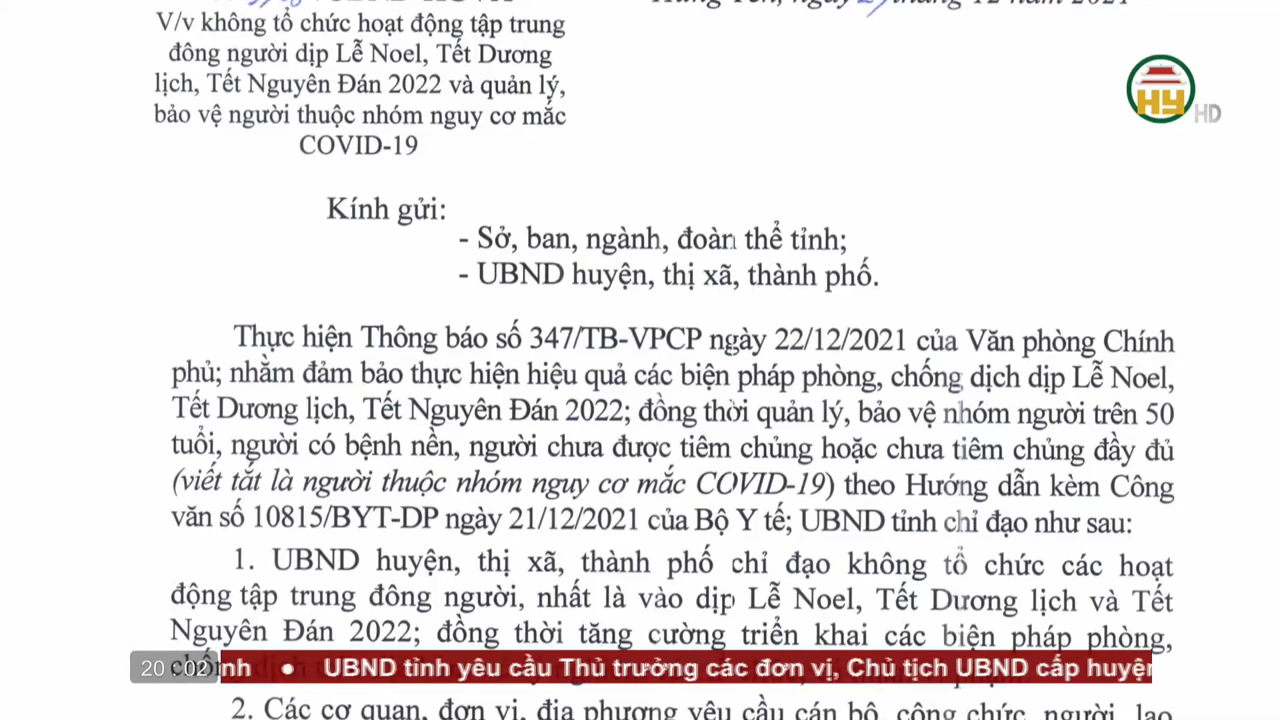 V/v không tổ chức hoạt động tập trung
đông người dịp Lễ Noel, Tết Dương
lịch, Tết Nguyên Đán 2022 và quản lý,
bảo vệ người thuộc nhóm nguy cơ mắc
COVID-19
HY HD
Kính gửi:
- Sở, ban, ngành, đoàn thể tỉnh;
- UBND huyện, thị xã, thành phố.
Thực hiện Thông báo số 347/TB-VPCP ngày 22/12/2021 của Văn phòng Chính
phủ; nhằm đảm bảo thực hiện hiệu quả các biện pháp phòng, chống dịch dịp Lễ Noel,
Tết Dương lịch, Tết Nguyên Đán 2022; đồng thời quản lý, bảo vệ nhóm người trên 50
tuổi, người có bệnh nền, người chưa được tiêm chủng hoặc chưa tiêm chủng đầy đủ
(viết tắt là người thuộc nhóm nguy cơ mắc COVID-19) theo Hướng dẫn kèm Công
văn số 10815/BYT-DP ngày 21/12/2021 của Bộ Y tế; UBND tỉnh chỉ đạo như sau:
1. UBND huyện, thị xã, thành phố chỉ đạo không tổ chức các hoạt
động tập trung đông người, nhất là vào dịp Lễ Noel, Tết Dương lịch và Tết
Nguyên Đán 2022; đồng thời tăng cường triển khai các biện pháp phòng,
20:02 ỉnh • UBND tỉnh yêu cầu Thủ trưởng các đơn vị, Chủ tịch UBND cấp huyện
2. Các cơ quan, đơn vị, địa phương yêu cầu cán bộ, công chức, người lao